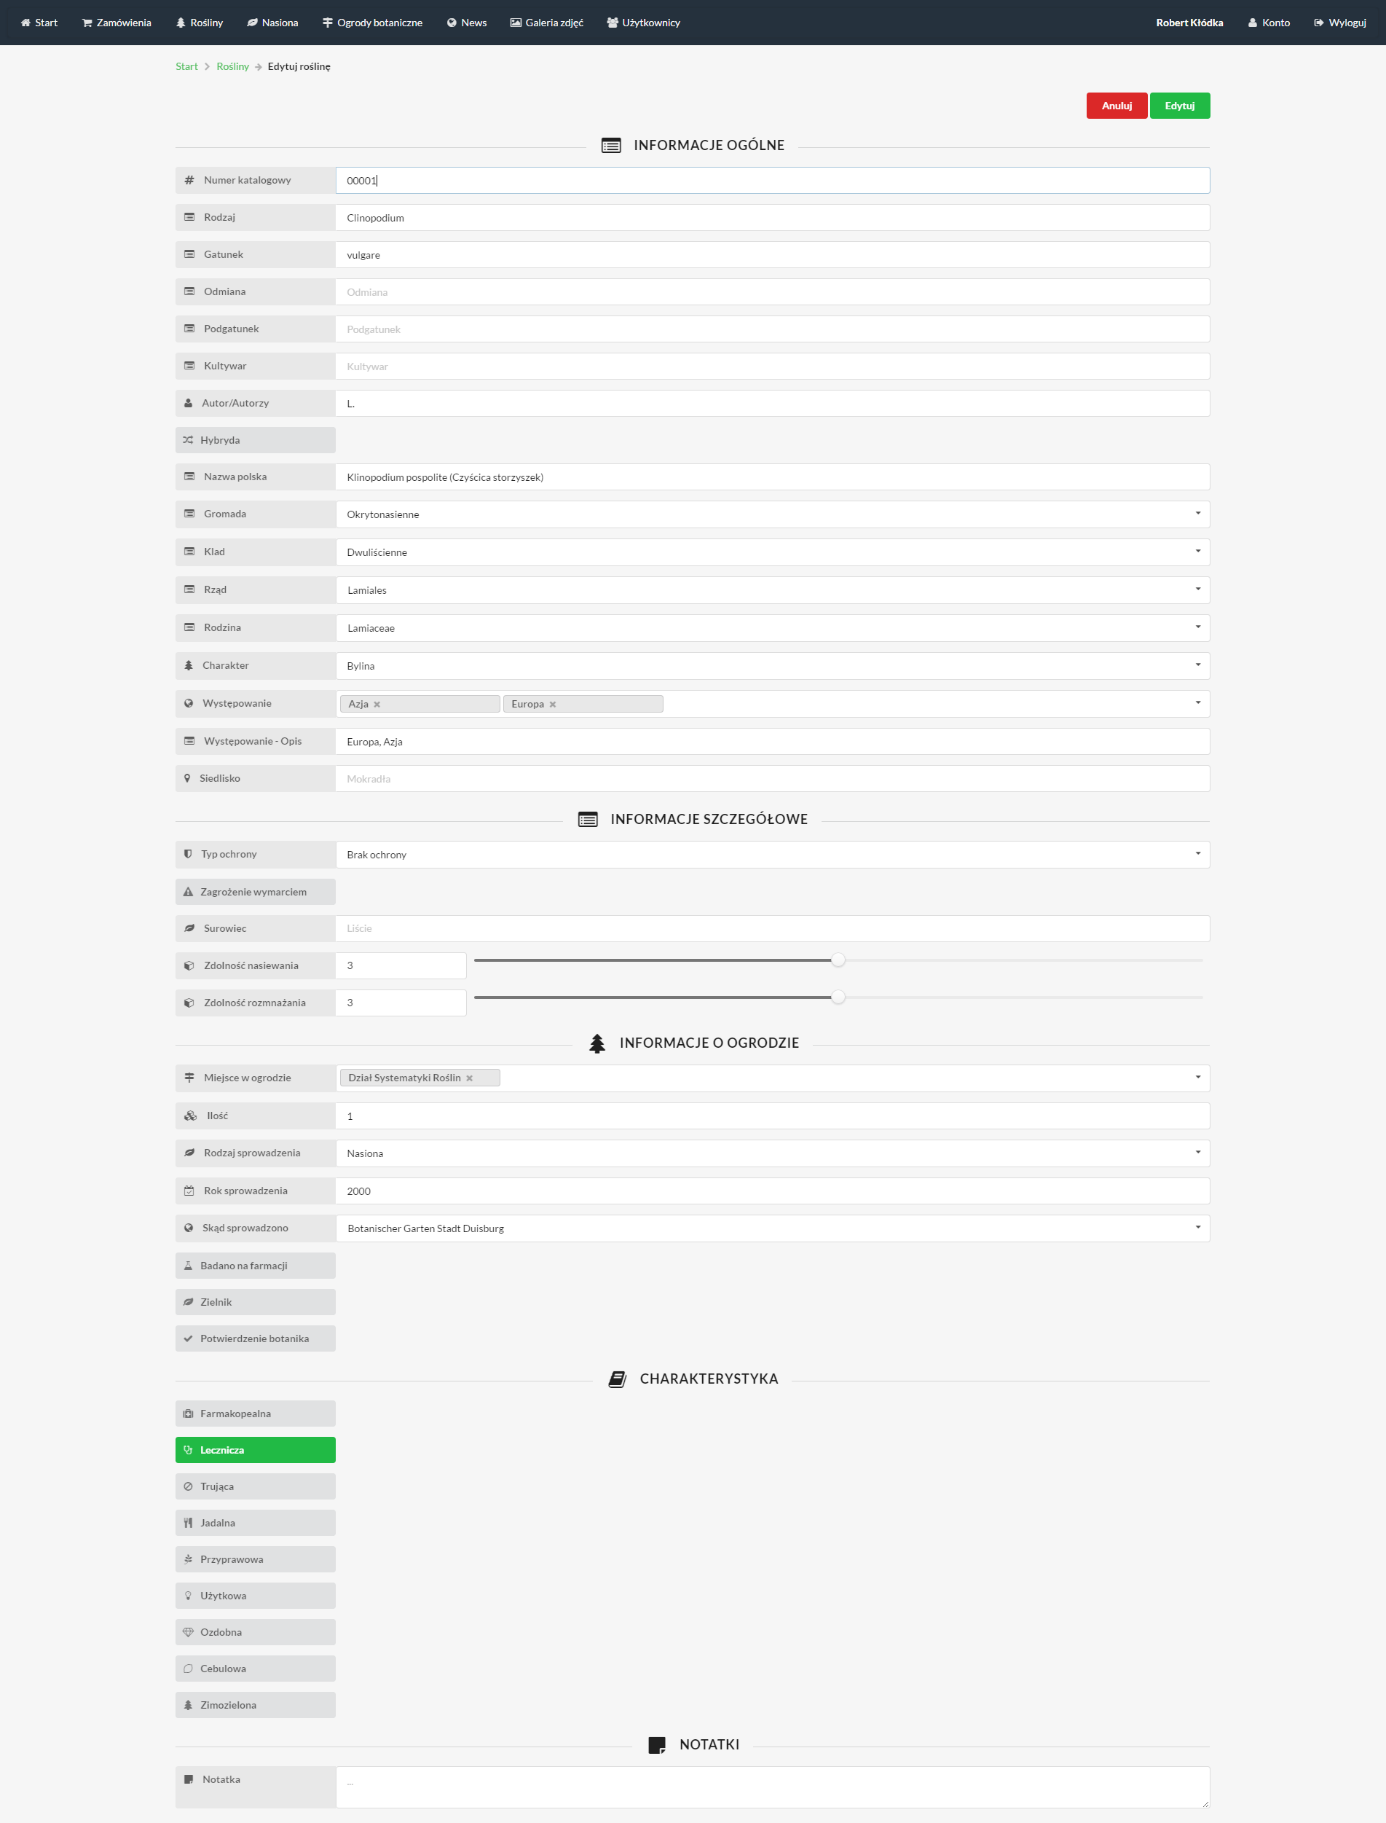 Start Zamówienia Rośliny Nasiona Ogrody botaniczne News Galeria zdjęć Użytkownicy Robert Kłódka Konto Wyloguj
Start Rośliny Edytuj roślinę
Anuluj Edytuj
INFORMACJE OGÓLNE
Numer katalogowy 00001
Rodzaj Clinopodium
Gatunek vulgare
Odmiana Odmiana
Podgatunek Podgatunek
Kultywar Kultywar
Autor/Autorzy L.
Hybryda
Nazwa polska Klinopodium pospolite (Czyścica storzyszek)
Gromada Okrytonasienne
Klad Dwuliścienne
Rząd Lamiales
Rodzina Lamiaceae
Charakter Bylina
Występowanie Azja Europa
Występowanie - Opis Europa, Azja
Siedlisko Mokradła
INFORMACJE SZCZEGÓŁOWE
Typ ochrony Brak ochrony
Zagrożenie wymarciem
Surowiec Liście
Zdolność nasiewania 3
Zdolność rozmnażania 3
INFORMACJE O OGRODZIE
Miejsce w ogrodzie Dział Systematyki Roślin
Ilość 1
Rodzaj sprowadzenia Nasiona
Rok sprowadzenia 2000
Skąd sprowadzono Botanischer Garten Stadt Duisburg
Badano na farmacji
Zielnik
Potwierdzenie botanika
CHARAKTERYSTYKA
Farmakopealna
Lecznicza
Trująca
Jadalna
Przyprawowa
Użytkowa
Ozdobna
Cebulowa
Zimozielona
NOTATKI
Notatka ...